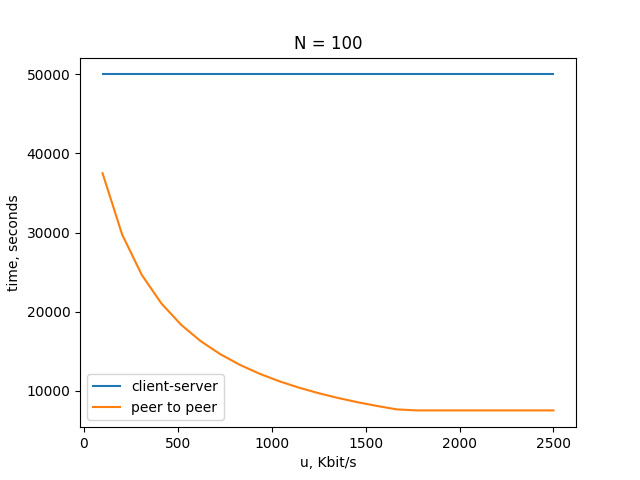 N = 100
50000
40000
30000
20000
10000
time, seconds
client-server
peer to peer
0 500 1000 1500 2000 2500
u, Kbit/s